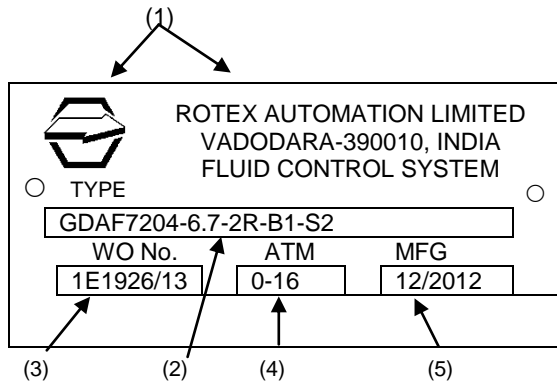 (1)
ROTEX AUTOMATION LIMITED
VADODARA-390010, INDIA
FLUID CONTROL SYSTEM
TYPE
GDAF7204-6.7-2R-B1-S2
WO No. ATM MFG
1E1926/13 0-16 12/2012
(3) (2) (4) (5)